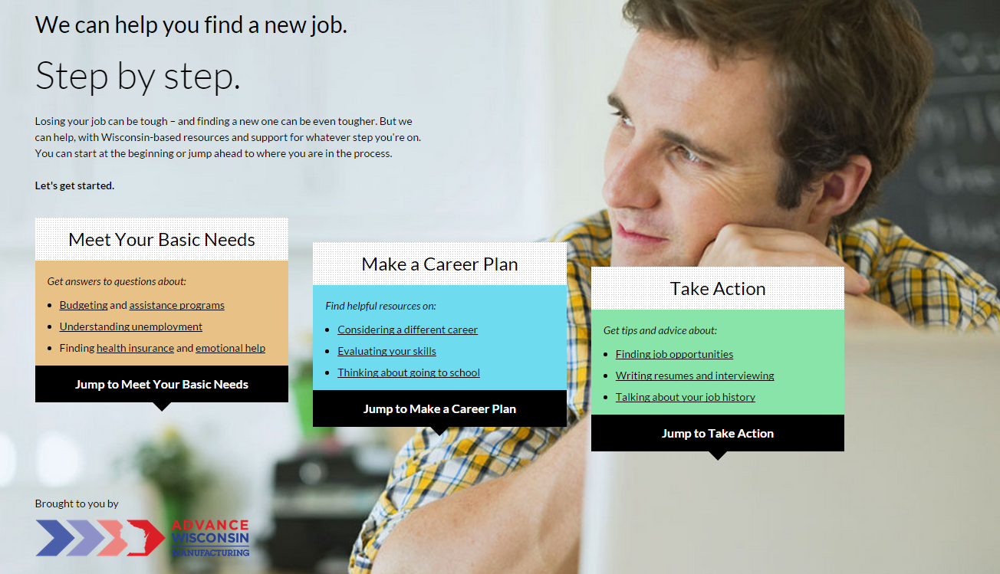 We can help you find a new job.
Step by step.
Losing your job can be tough – and finding a new one can be even tougher. But we
can help, with Wisconsin-based resources and support for whatever step you're on.
You can start at the beginning or jump ahead to where you are in the process.
Let's get started.
Meet Your Basic Needs
Get answers to questions about:
Budgeting and assistance programs
Understanding unemployment
Finding health insurance and emotional help
Jump to Meet Your Basic Needs
Make a Career Plan
Find helpful resources on:
Considering a different career
Evaluating your skills
Thinking about going to school
Jump to Make a Career Plan
Take Action
Get tips and advice about:
Finding job opportunities
Writing resumes and interviewing
Talking about your job history
Jump to Take Action
Brought to you by
ADVANCE
WISCONSIN
MANUFACTURING